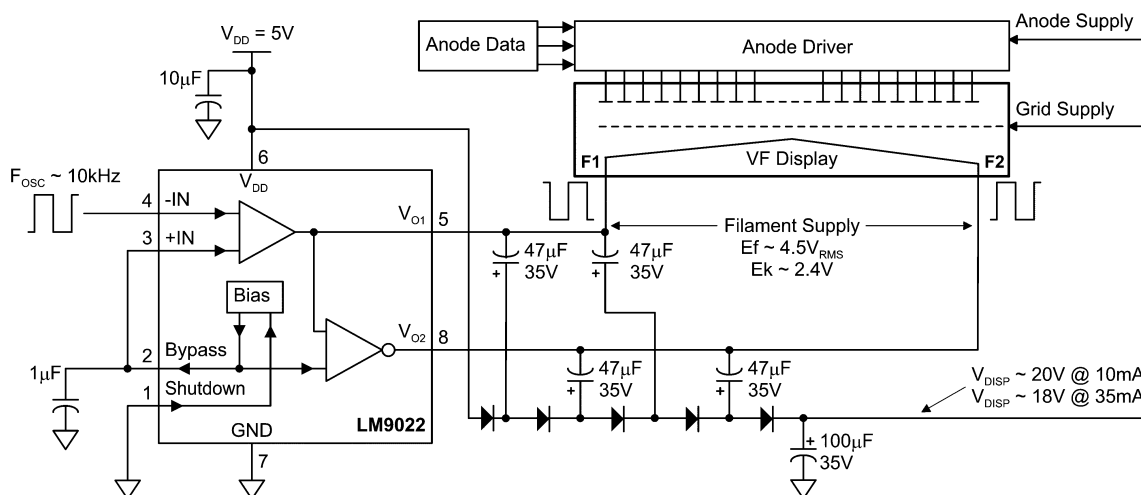 V_DD = 5V
10μF
Anode Data
Anode Driver
Anode Supply
Grid Supply
F1
VF Display
F2
F_OSC ~ 10kHz
6
V_DD
4
-IN
3
+IN
V_O1
5
Filament Supply
Ef ~ 4.5V_RMS
Ek ~ 2.4V
47μF
35V
+
47μF
35V
+
Bias
V_O2
8
2
Bypass
1μF
1
Shutdown
47μF
35V
+
47μF
35V
+
V_DISP ~ 20V @ 10mA
V_DISP ~ 18V @ 35mA
GND
LM9022
7
+
100μF
35V